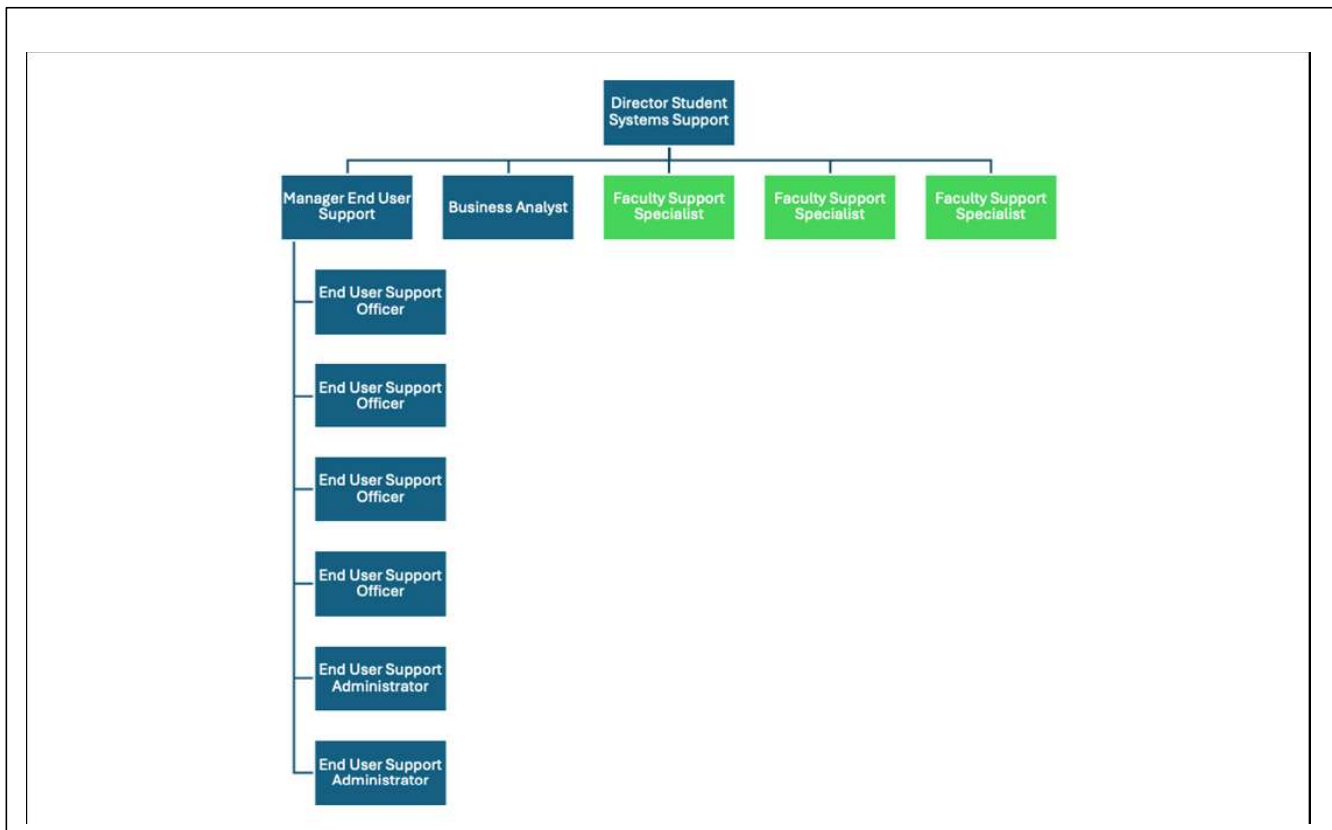 Director Student
Systems Support
Manager End User
Support
Business Analyst
Faculty Support
Specialist
Faculty Support
Specialist
Faculty Support
Specialist
End User Support
Officer
End User Support
Officer
End User Support
Officer
End User Support
Officer
End User Support
Administrator
End User Support
Administrator